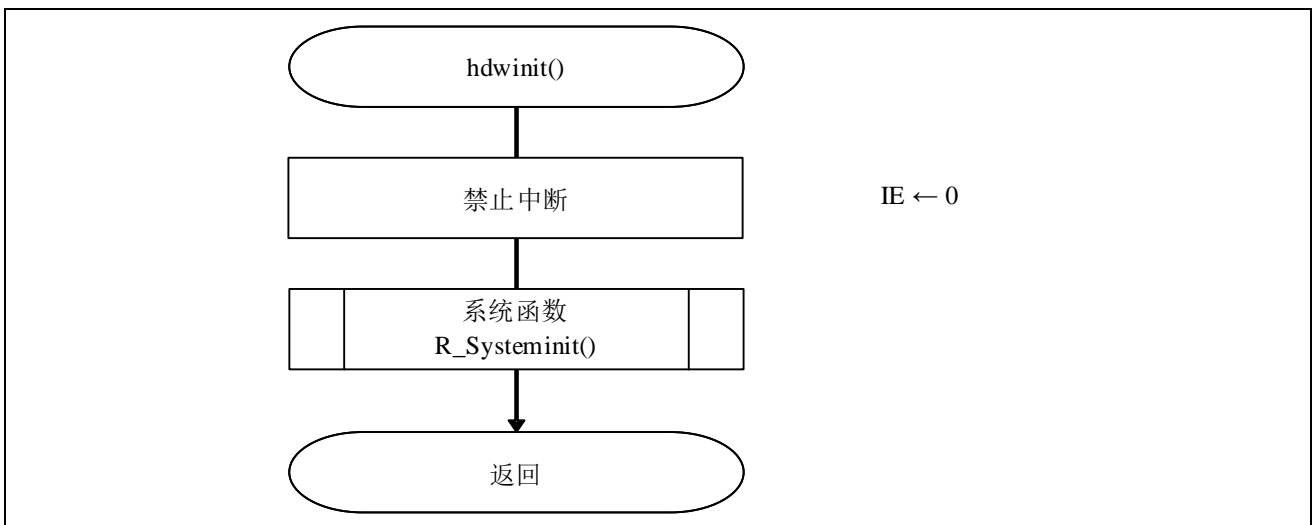 hdwinit()
禁止中断
IE ← 0
系统函数
R_Systeminit()
返回